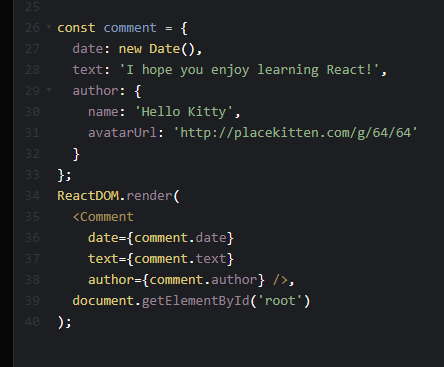 25
26 const comment = {
27   date: new Date(),
28   text: 'I hope you enjoy learning React!',
29   author: {
30     name: 'Hello Kitty',
31     avatarUrl: 'http://placekitten.com/g/64/64'
32   }
33 };
34 ReactDOM.render(
35   <Comment
36     date={comment.date}
37     text={comment.text}
38     author={comment.author} />,
39   document.getElementById('root')
40 );